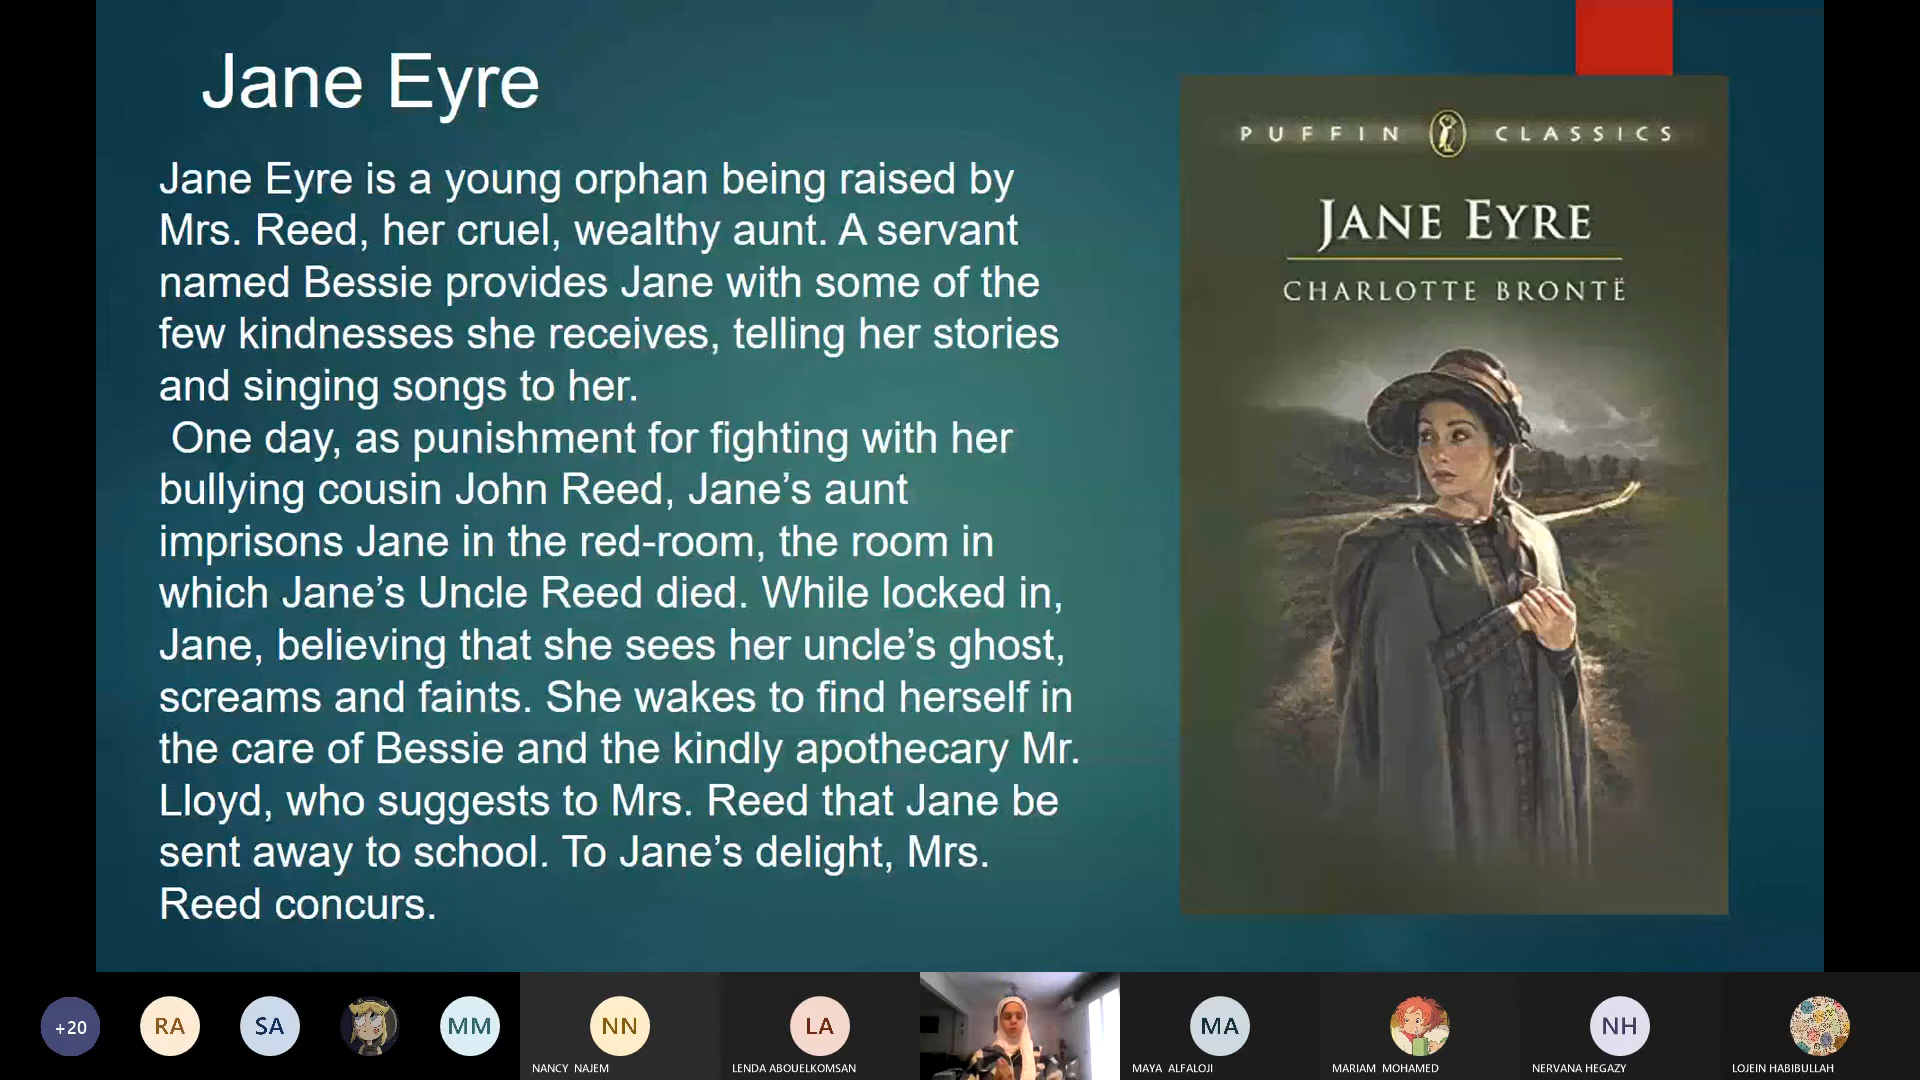 Jane Eyre
Jane Eyre is a young orphan being raised by
Mrs. Reed, her cruel, wealthy aunt. A servant
named Bessie provides Jane with some of the
few kindnesses she receives, telling her stories
and singing songs to her.
One day, as punishment for fighting with her
bullying cousin John Reed, Jane’s aunt
imprisons Jane in the red-room, the room in
which Jane’s Uncle Reed died. While locked in,
Jane, believing that she sees her uncle’s ghost,
screams and faints. She wakes to find herself in
the care of Bessie and the kindly apothecary Mr.
Lloyd, who suggests to Mrs. Reed that Jane be
sent away to school. To Jane’s delight, Mrs.
Reed concurs.
PUFFIN CLASSICS
JANE EYRE
CHARLOTTE BRONTË
+20
RA
SA
MM
NN
NANCY NAJEM
LA
LENDA ABOUELKOMSAN
MA
MAYA ALFALOJI
MARIAM MOHAMED
NH
NERVANA HEGAZY
LOJEIN HABIBULLAH